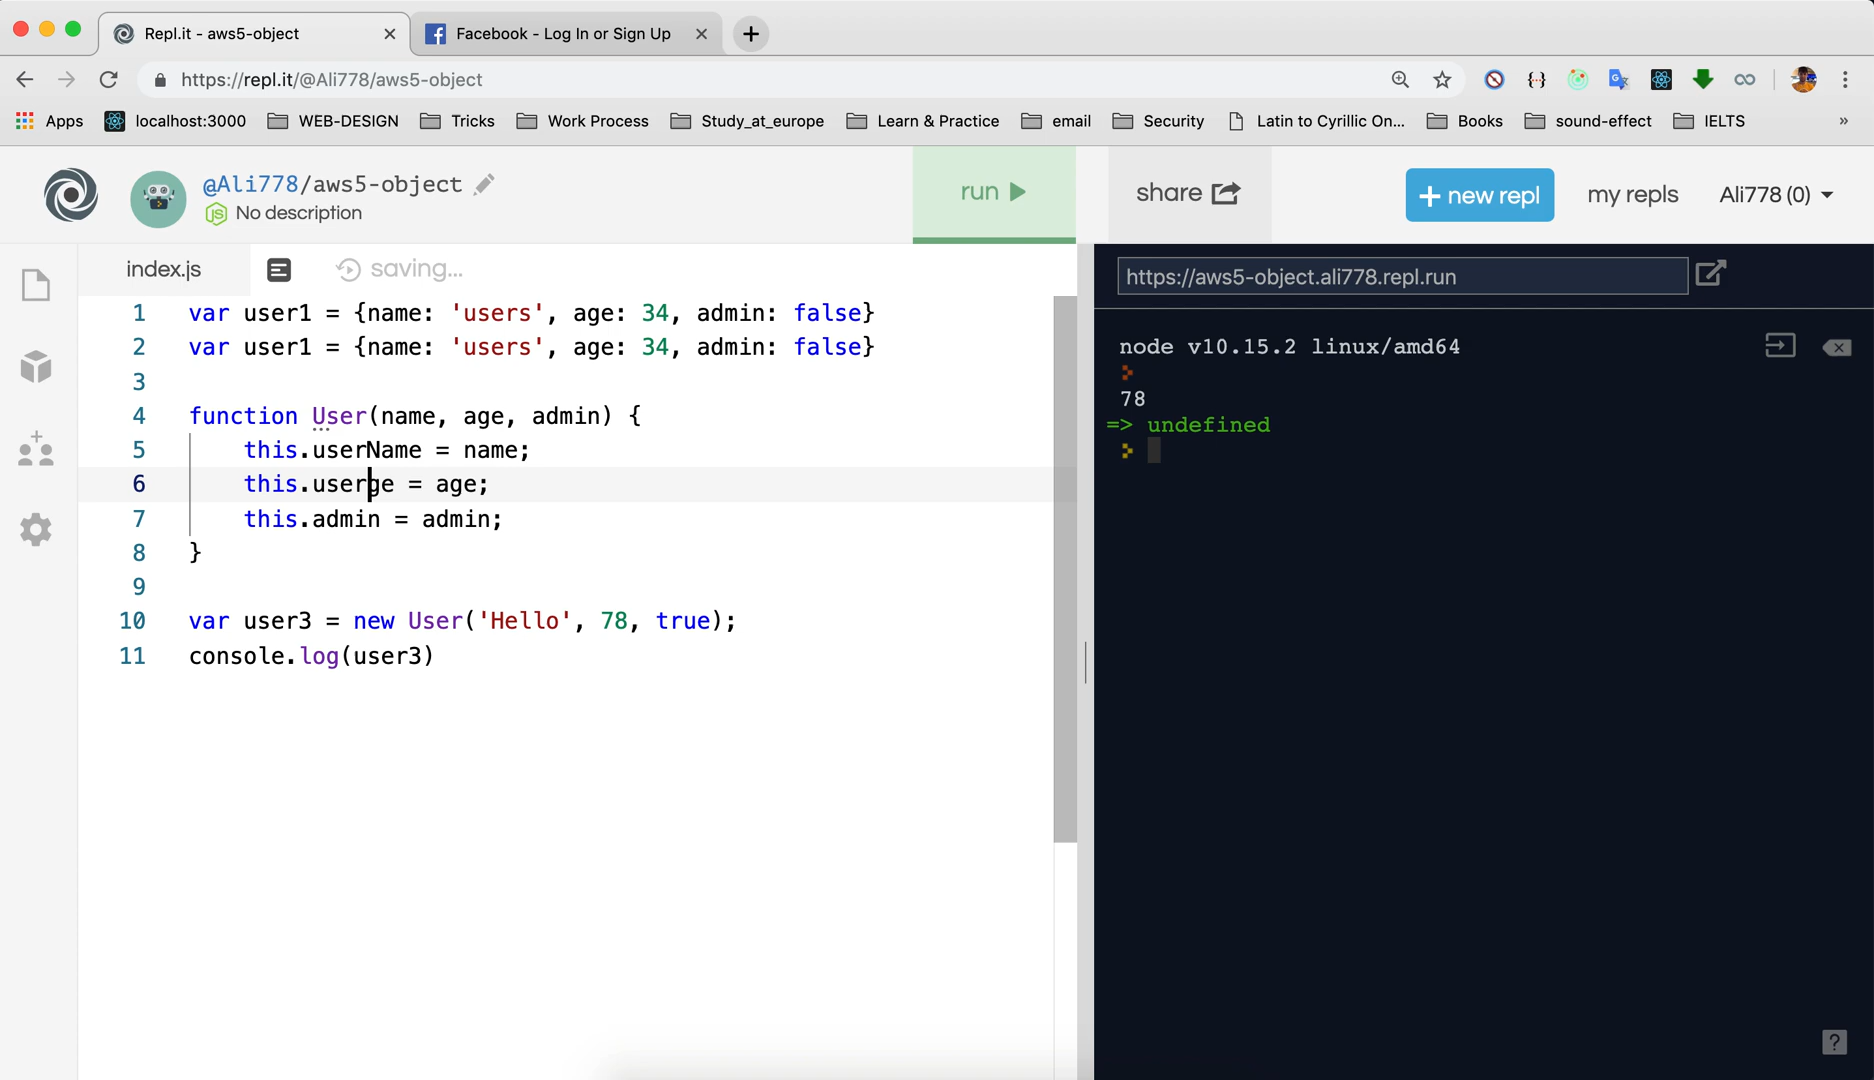 Repl.it - aws5-object
Facebook - Log In or Sign Up
https://repl.it/@Ali778/aws5-object
Apps localhost:3000 WEB-DESIGN Tricks Work Process Study_at_europe Learn & Practice email Security Latin to Cyrillic On... Books sound-effect IELTS »
@Ali778/aws5-object
No description
run
share
+ new repl
my repls
Ali778 (0)
index.js
saving...
1 var user1 = {name: 'users', age: 34, admin: false}
2 var user1 = {name: 'users', age: 34, admin: false}
3
4 function User(name, age, admin) {
5 this.userName = name;
6 this.userge = age;
7 this.admin = admin;
8 }
9
10 var user3 = new User('Hello', 78, true);
11 console.log(user3)
https://aws5-object.ali778.repl.run
node v10.15.2 linux/amd64
78
=> undefined
?